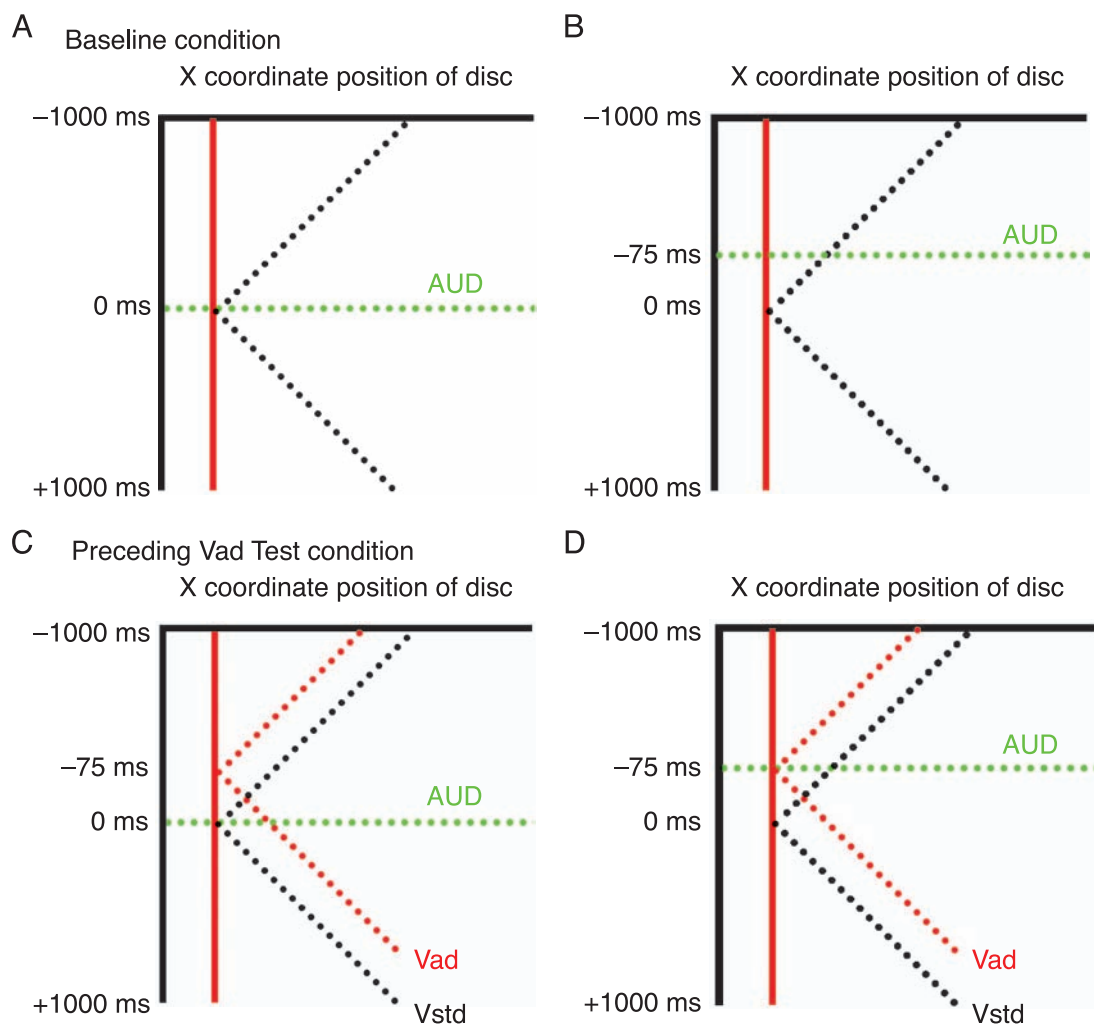 A Baseline condition
X coordinate position of disc
−1000 ms
AUD
0 ms
+1000 ms
B
X coordinate position of disc
−1000 ms
AUD
−75 ms
0 ms
+1000 ms
C Preceding Vad Test condition
X coordinate position of disc
−1000 ms
−75 ms
AUD
0 ms
Vad
+1000 ms
Vstd
D
X coordinate position of disc
−1000 ms
AUD
−75 ms
0 ms
Vad
+1000 ms
Vstd